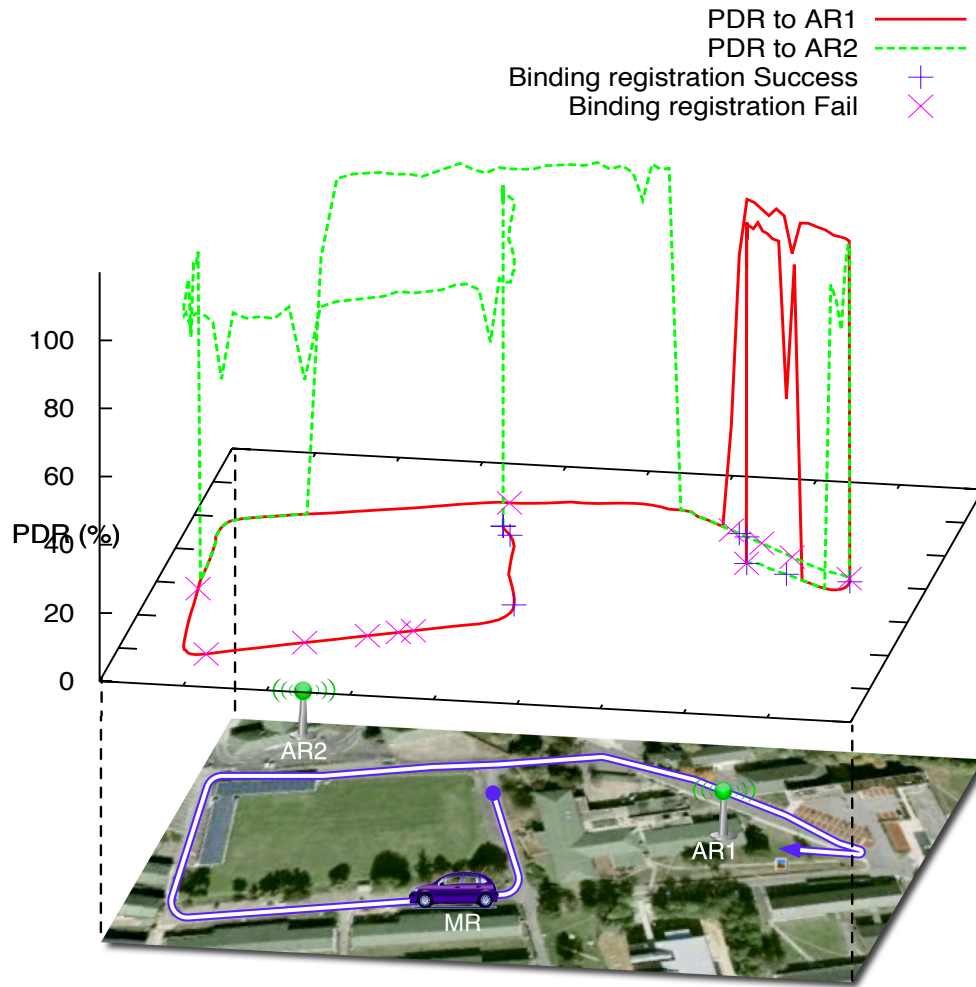 PDR to AR1
PDR to AR2
Binding registration Success
Binding registration Fail
100
80
60
PDR (%)
40
20
0
AR2
AR1
MR